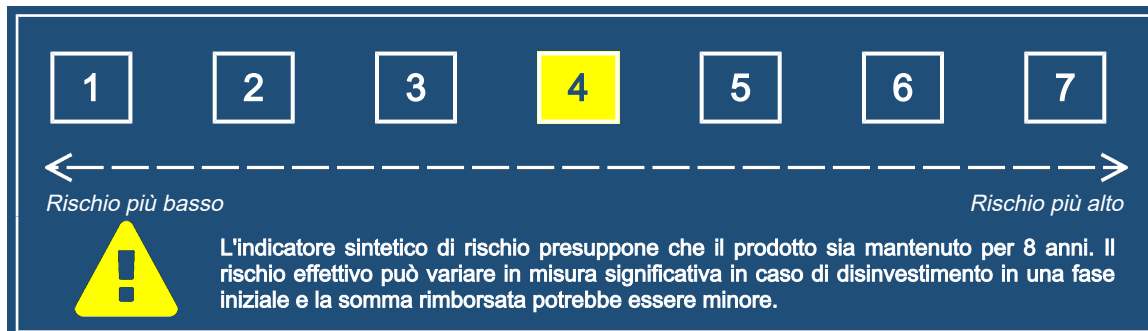 1 2 3 4 5 6 7
Rischio più basso Rischio più alto
L'indicatore sintetico di rischio presuppone che il prodotto sia mantenuto per 8 anni. Il
rischio effettivo può variare in misura significativa in caso di disinvestimento in una fase
iniziale e la somma rimborsata potrebbe essere minore.